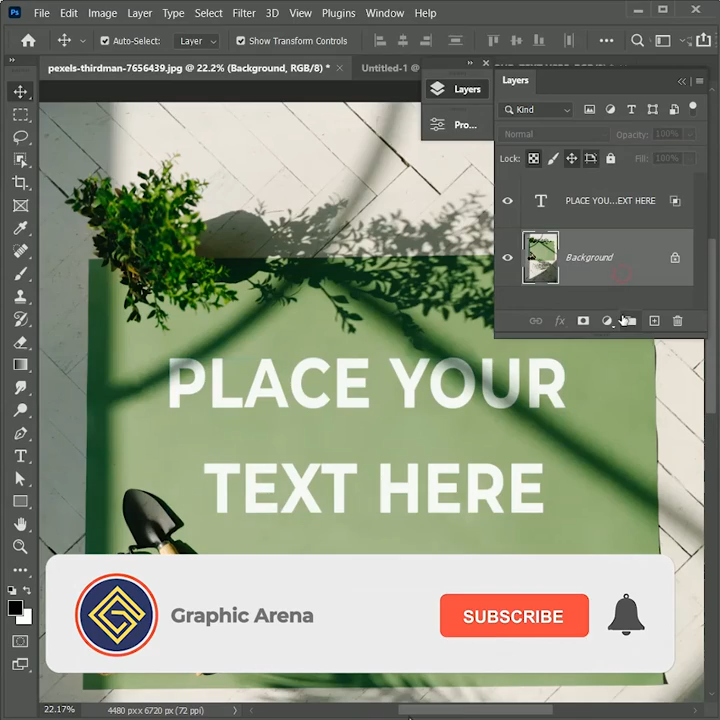 Ps File Edit Image Layer Type Select Filter 3D View Plugins Window Help
Auto-Select: Layer Show Transform Controls
pexels-thirdman-7656439.jpg @ 22.2% (Background, RGB/8) * Untitled-1 @
Layers
Pro...
Layers
Kind
Normal Opacity: 100%
Lock: Fill: 100%
PLACE YOU...EXT HERE
Background
fx
PLACE YOUR
TEXT HERE
Graphic Arena
SUBSCRIBE
22.17% 4480 px x 6720 px (72 ppi)